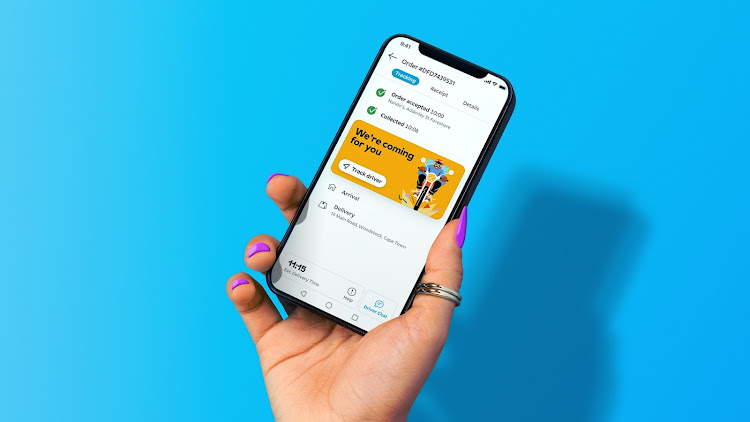 9:41
Order #DFD7439531
Tracking
Receipt
Details
Order accepted 10:00
Nando's, Adderley St Foreshore
Collected 10:06
We're coming
for you
Track driver
Arrival
Delivery
14 Main Road, Woodstock, Cape Town
11:15
Est. Delivery Time
Help
Driver Chat